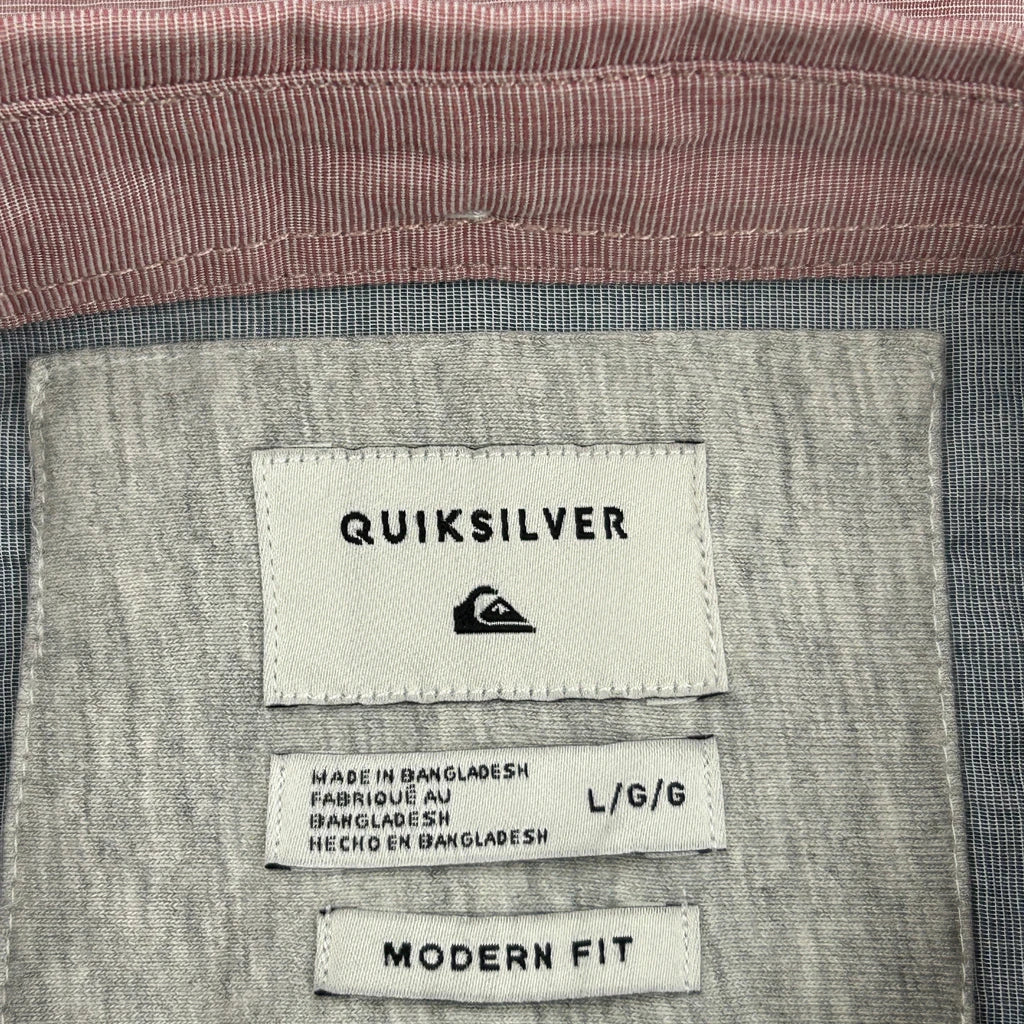 QUIKSILVER
MADE IN BANGLADESH
FABRIQUÉ AU
BANGLADESH
HECHO EN BANGLADESH
L/G/G
MODERN FIT